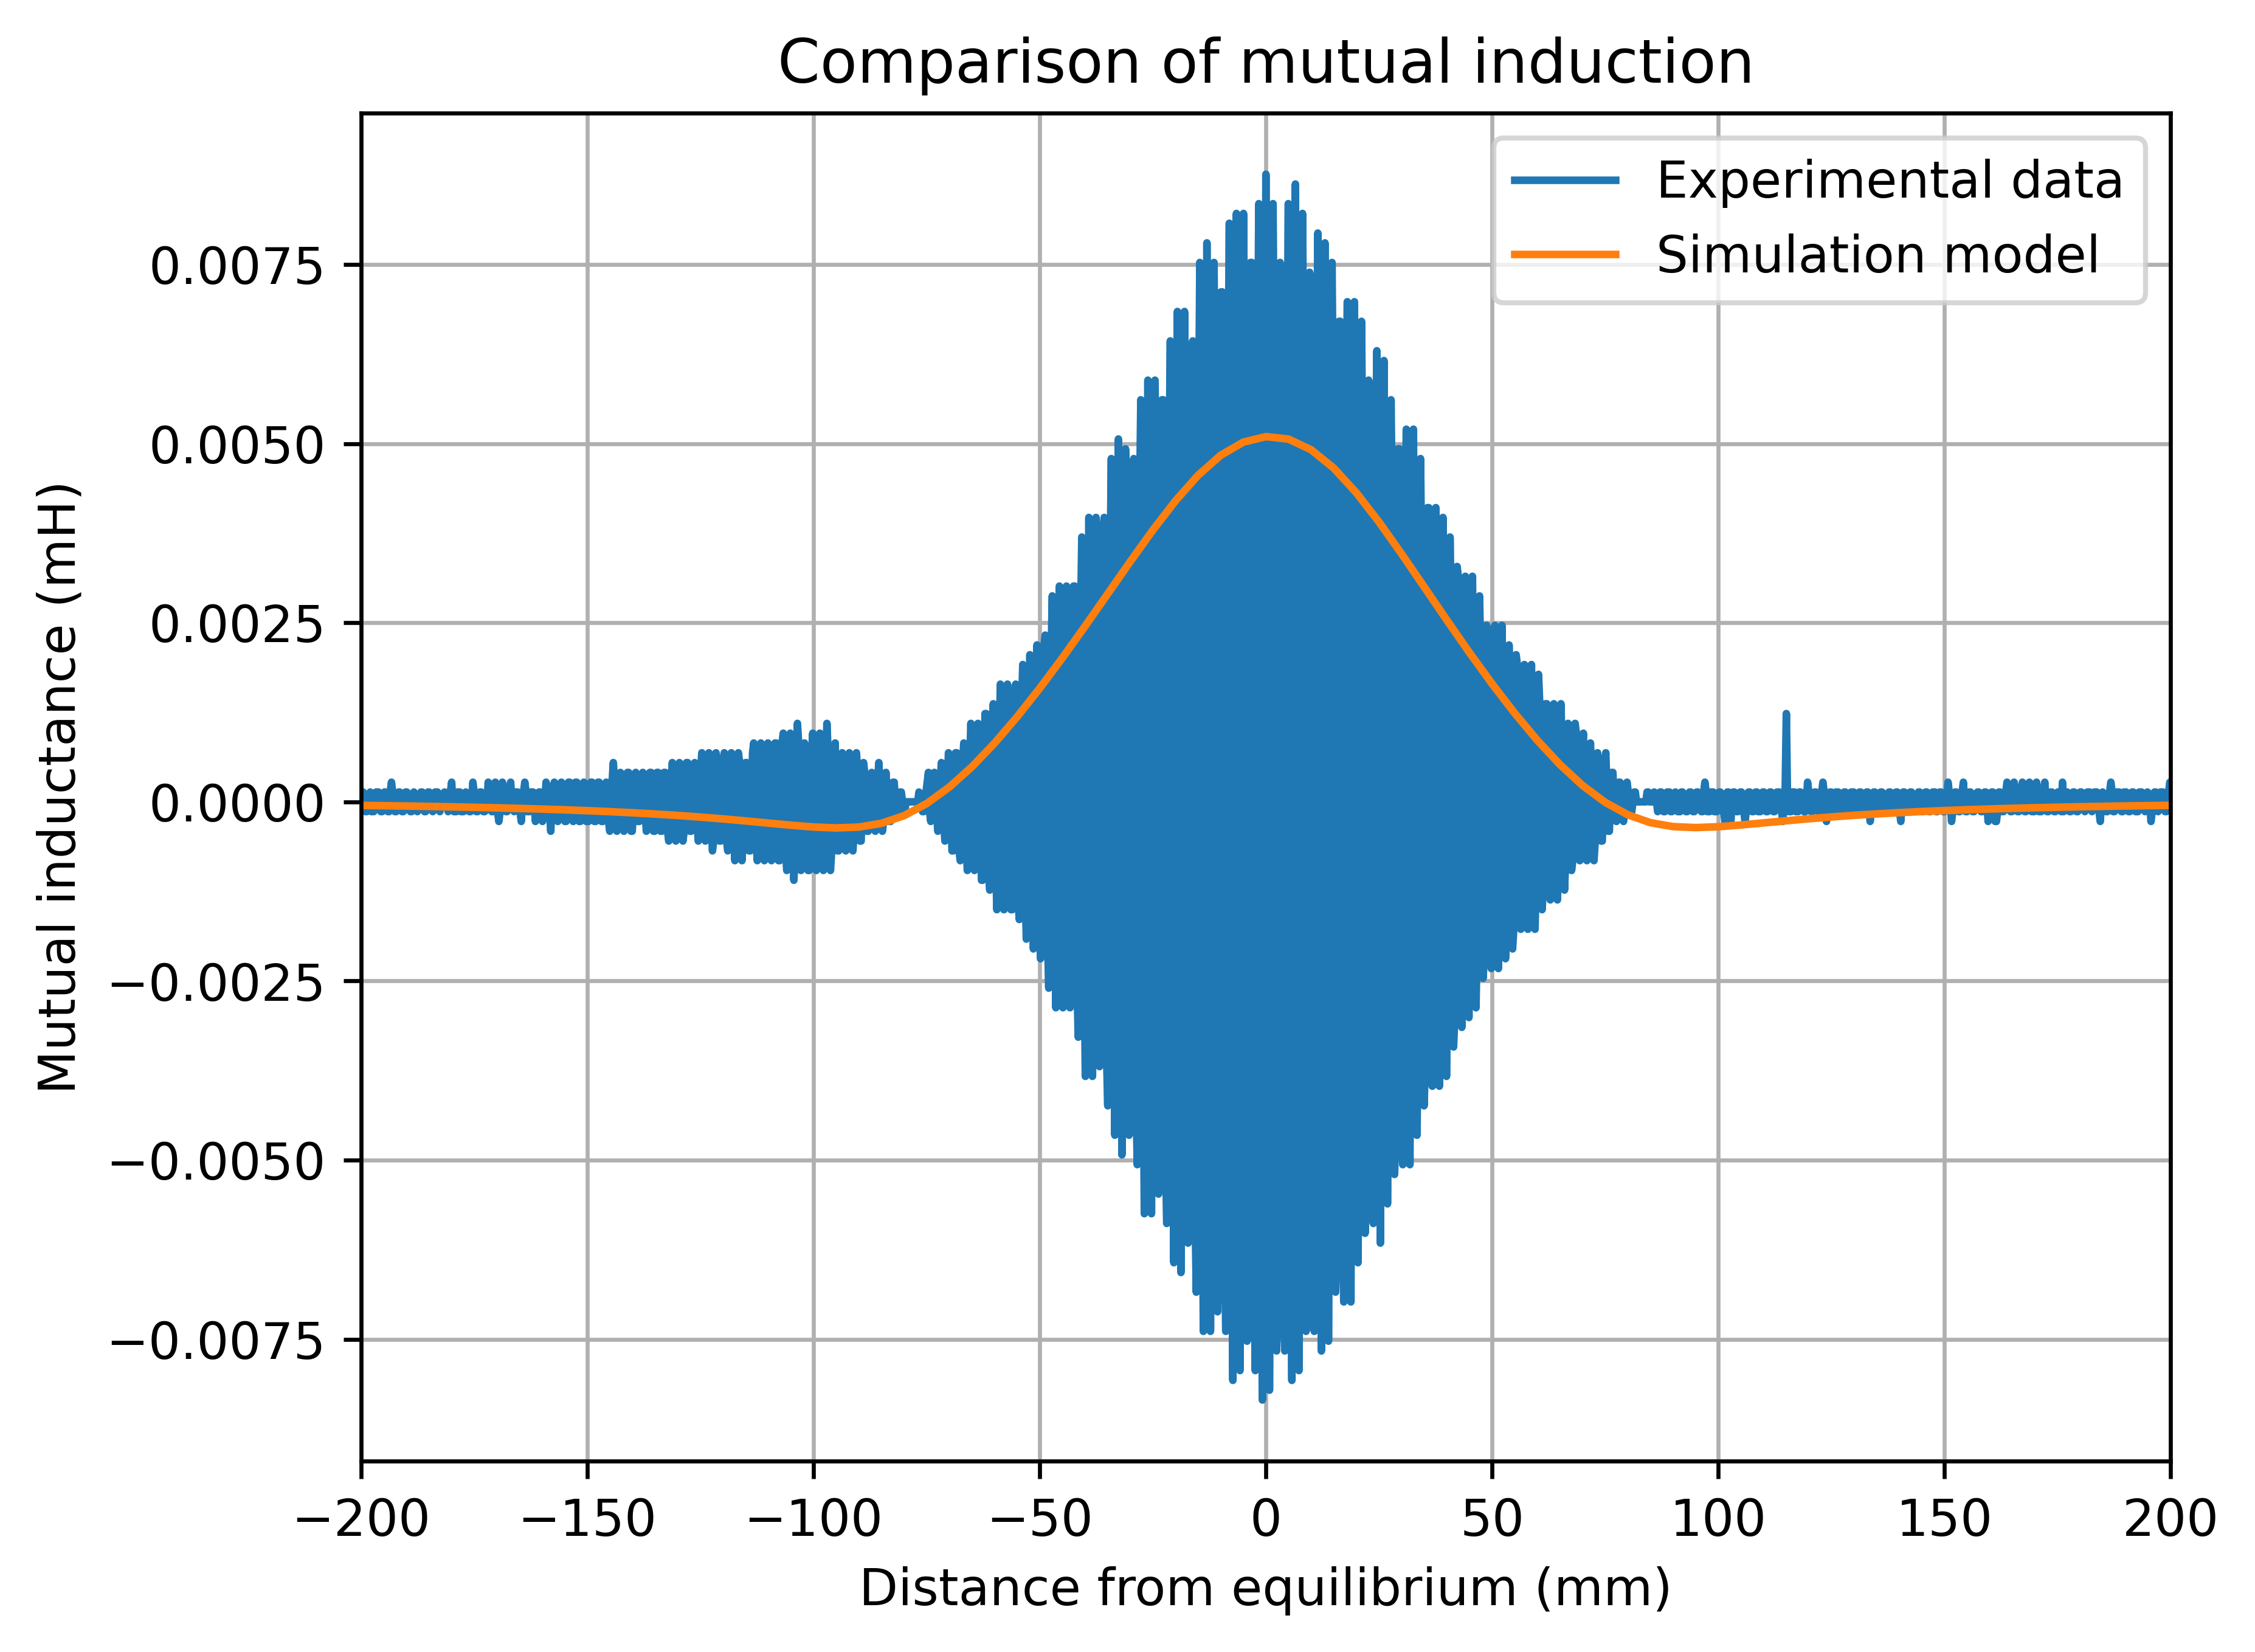 Comparison of mutual induction
Experimental data
Simulation model
Mutual inductance (mH)
0.0075
0.0050
0.0025
0.0000
−0.0025
−0.0050
−0.0075
−200 −150 −100 −50 0 50 100 150 200
Distance from equilibrium (mm)